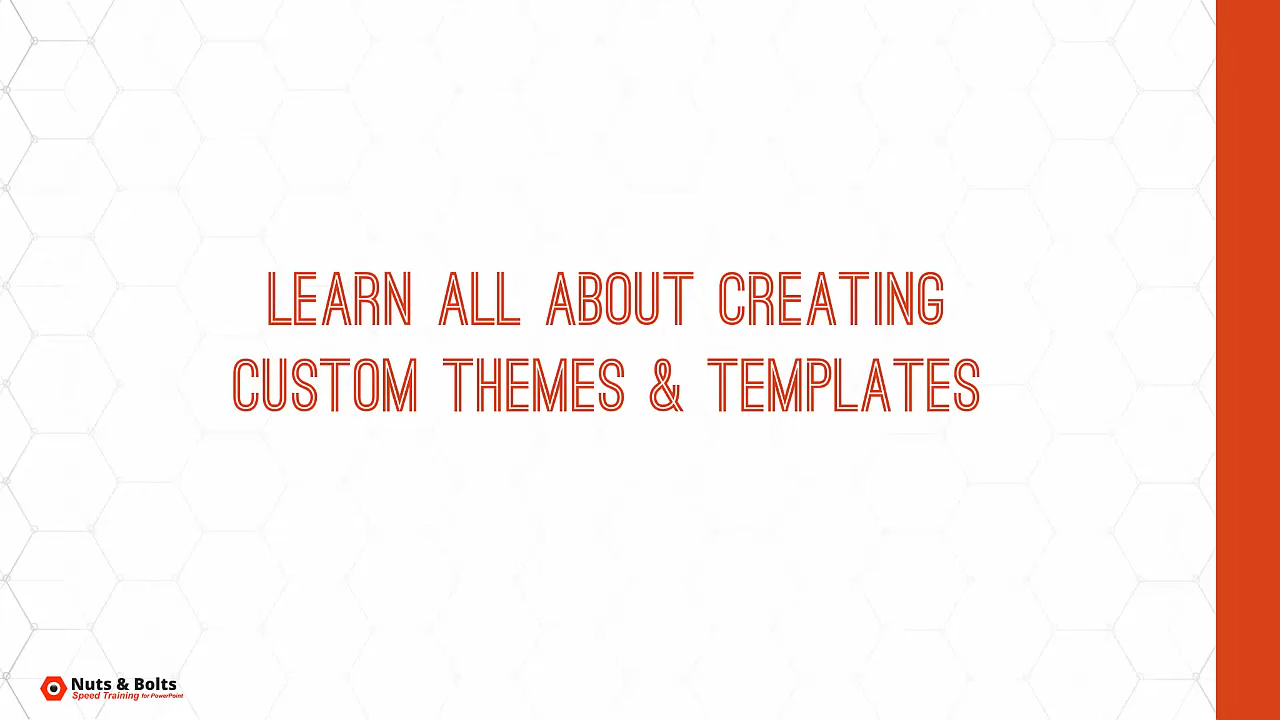 LEARN ALL ABOUT CREATING
CUSTOM THEMES & TEMPLATES
Nuts & Bolts
Speed Training for PowerPoint